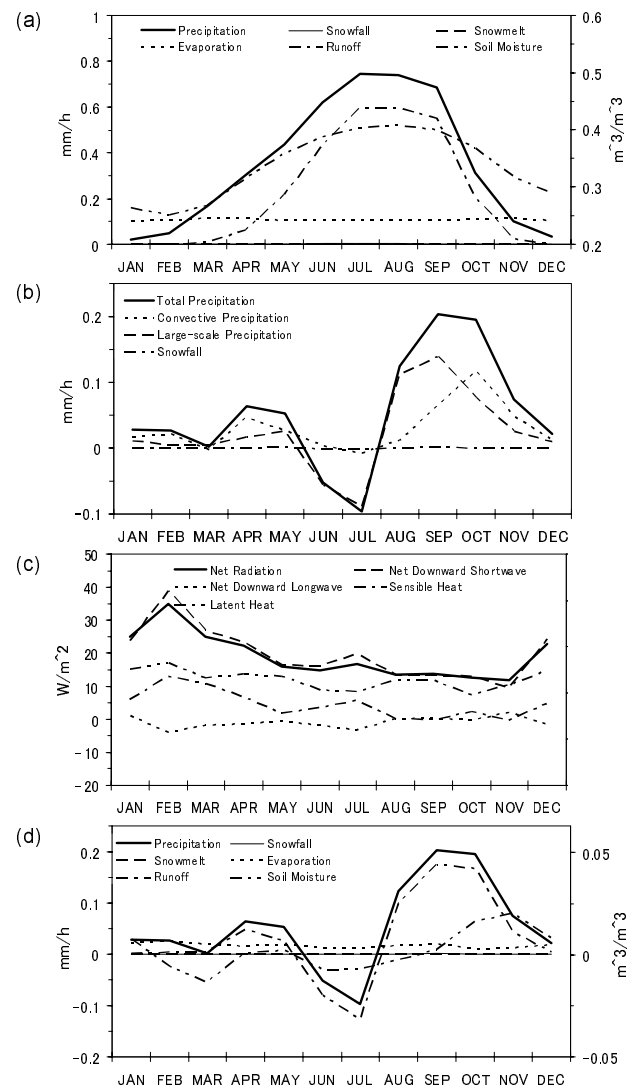 (a)
1
0.8
0.6
0.4
0.2
0
mm/h
Precipitation Snowfall Snowmelt
Evaporation Runoff Soil Moisture
0.6
0.5
0.4
0.3
0.2
m^3/m^3
JAN FEB MAR APR MAY JUN JUL AUG SEP OCT NOV DEC
(b)
0.2
0.1
0
-0.1
mm/h
Total Precipitation
Convective Precipitation
Large-scale Precipitation
Snowfall
JAN FEB MAR APR MAY JUN JUL AUG SEP OCT NOV DEC
(c)
50
40
30
20
10
0
-10
-20
W/m^2
Net Radiation Net Downward Shortwave
Net Downward Longwave Sensible Heat
Latent Heat
JAN FEB MAR APR MAY JUN JUL AUG SEP OCT NOV DEC
(d)
0.2
0.1
0
-0.1
-0.2
mm/h
Precipitation Snowfall
Snowmelt Evaporation
Runoff Soil Moisture
0.05
0
-0.05
m^3/m^3
JAN FEB MAR APR MAY JUN JUL AUG SEP OCT NOV DEC